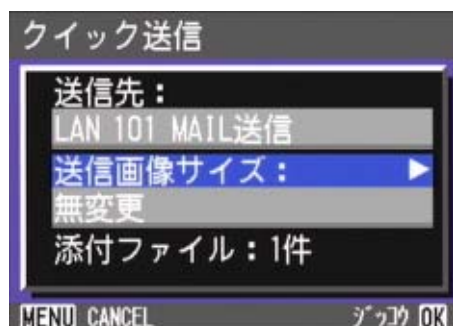 クイック送信
送信先：
LAN 101 MAIL送信
送信画像サイズ：
無変更
添付ファイル：1件
MENU CANCEL ジッコウ OK